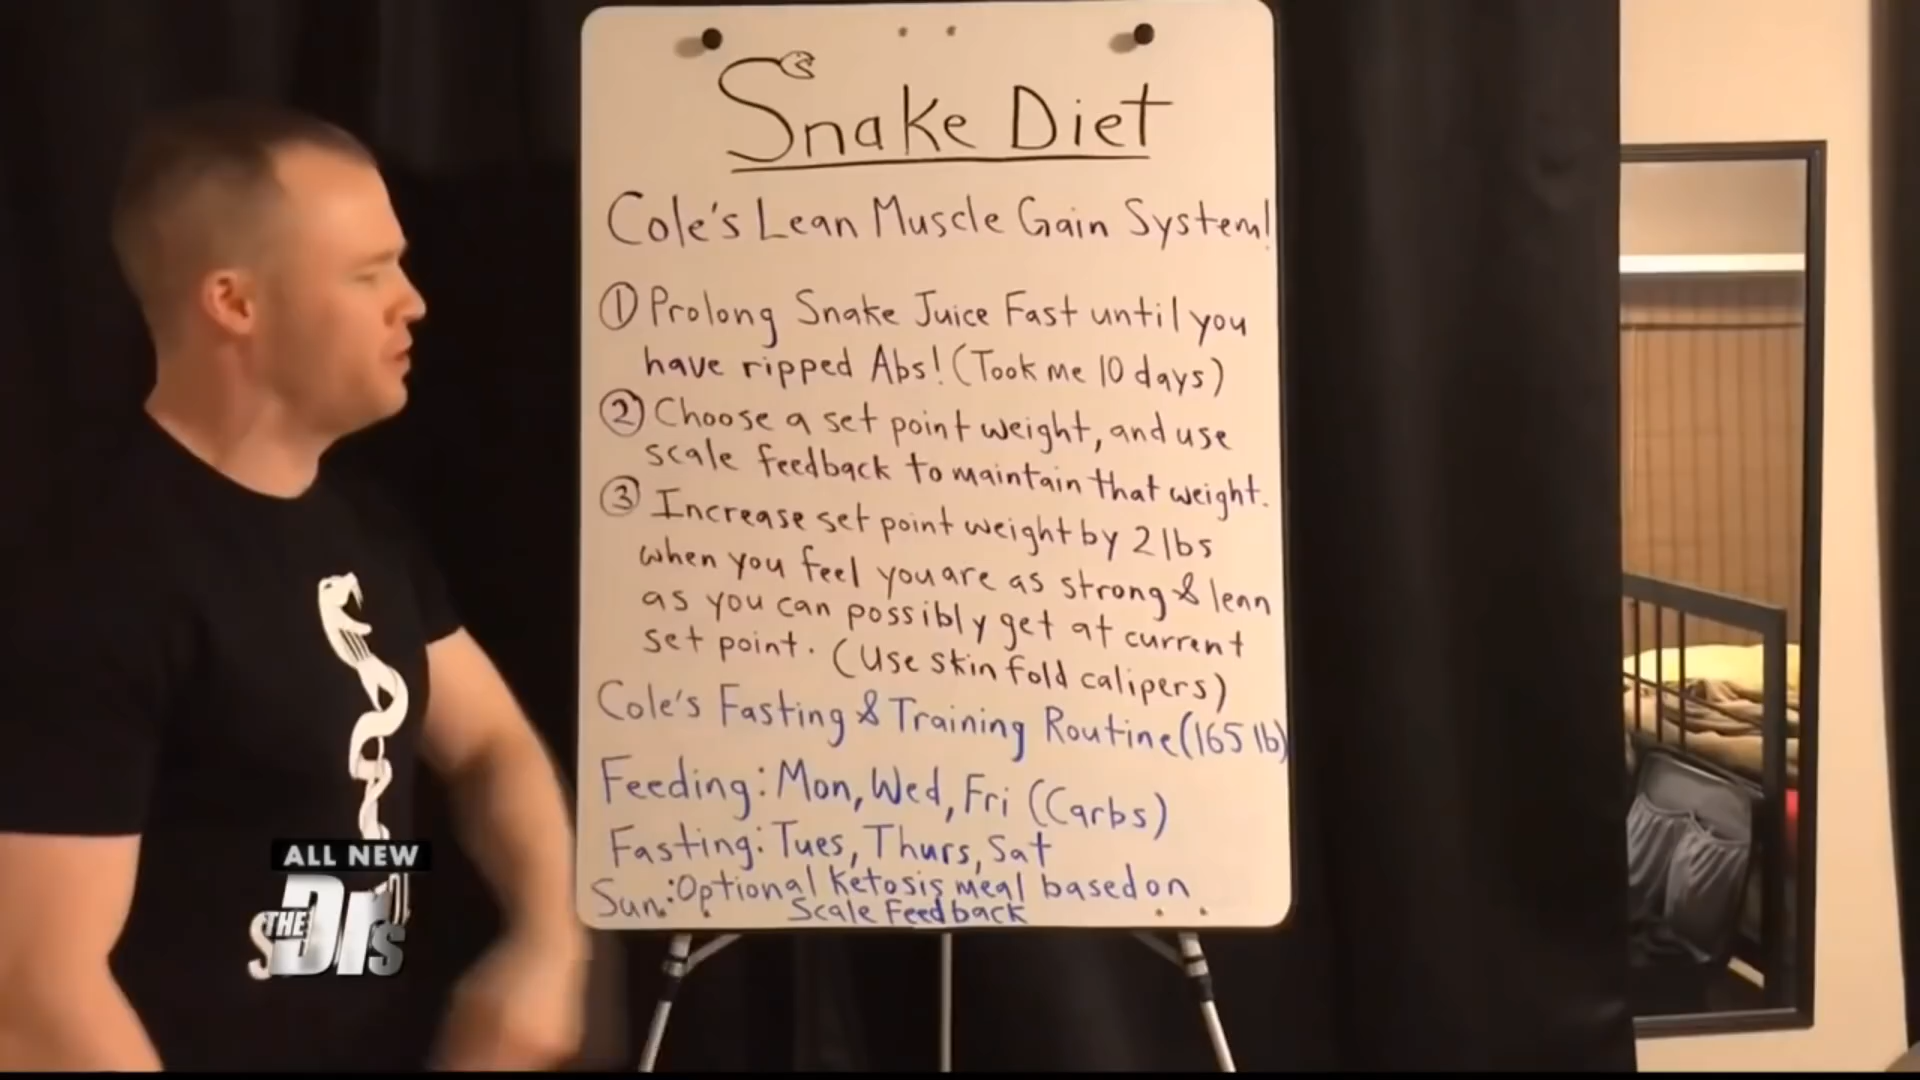 Snake Diet
Cole's Lean Muscle Gain System!
① Prolong Snake Juice Fast until you
have ripped Abs! (Took me 10 days)
② Choose a set point weight, and use
scale feedback to maintain that weight.
③ Increase set point weight by 2 lbs
when you feel you are as strong & lean
as you can possibly get at current
set point. (Use skin fold calipers)
Cole's Fasting & Training Routine (165 lb)
Feeding: Mon, Wed, Fri (Carbs)
Fasting: Tues, Thurs, Sat
Sun: Optional Ketosis meal based on
Scale Feedback
ALL NEW
THE
Drs